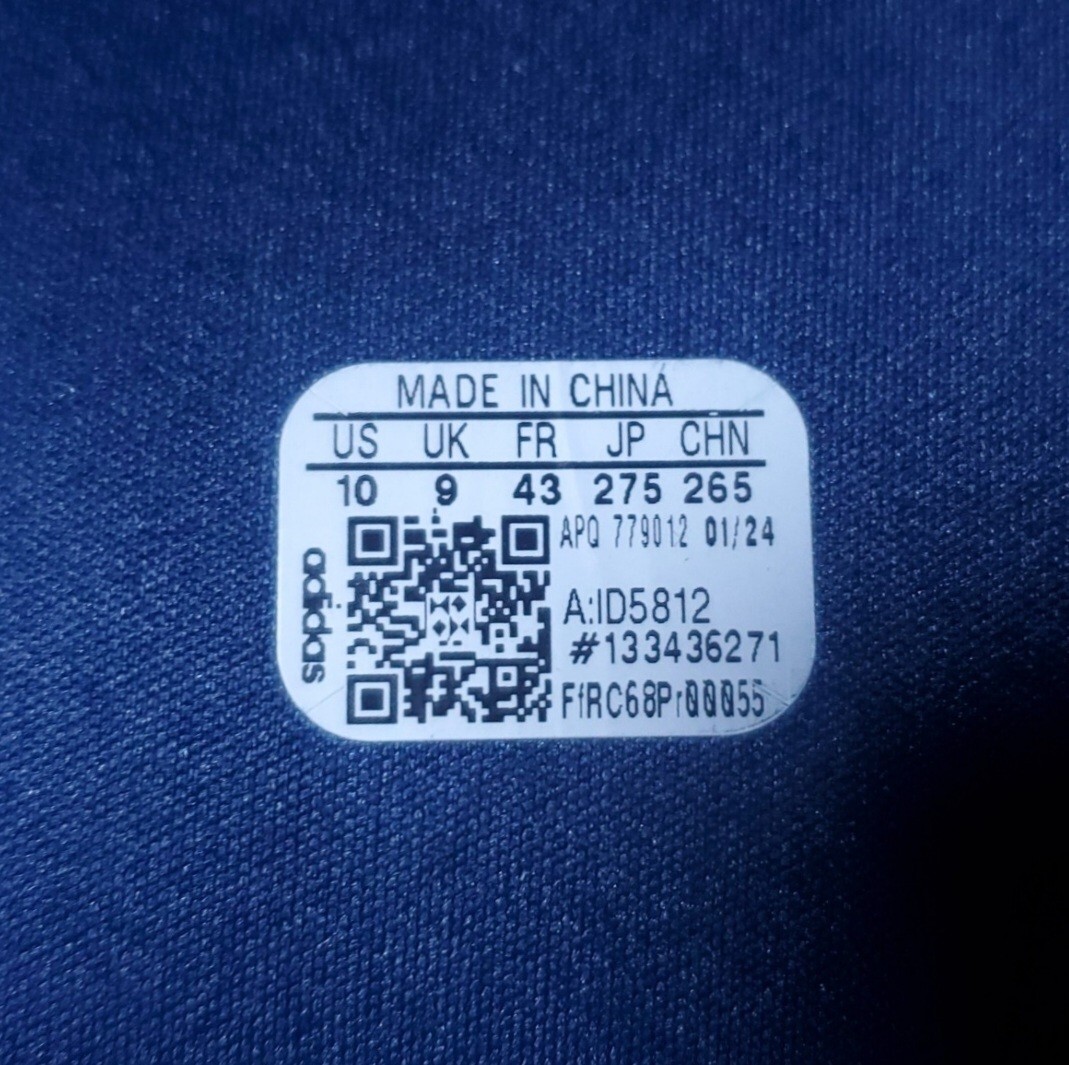 MADE IN CHINA
US UK FR JP CHN
10 9 43 275 265
APQ 779012 01/24
adidas
A:ID5812
#133436271
FfRC68Pr00055